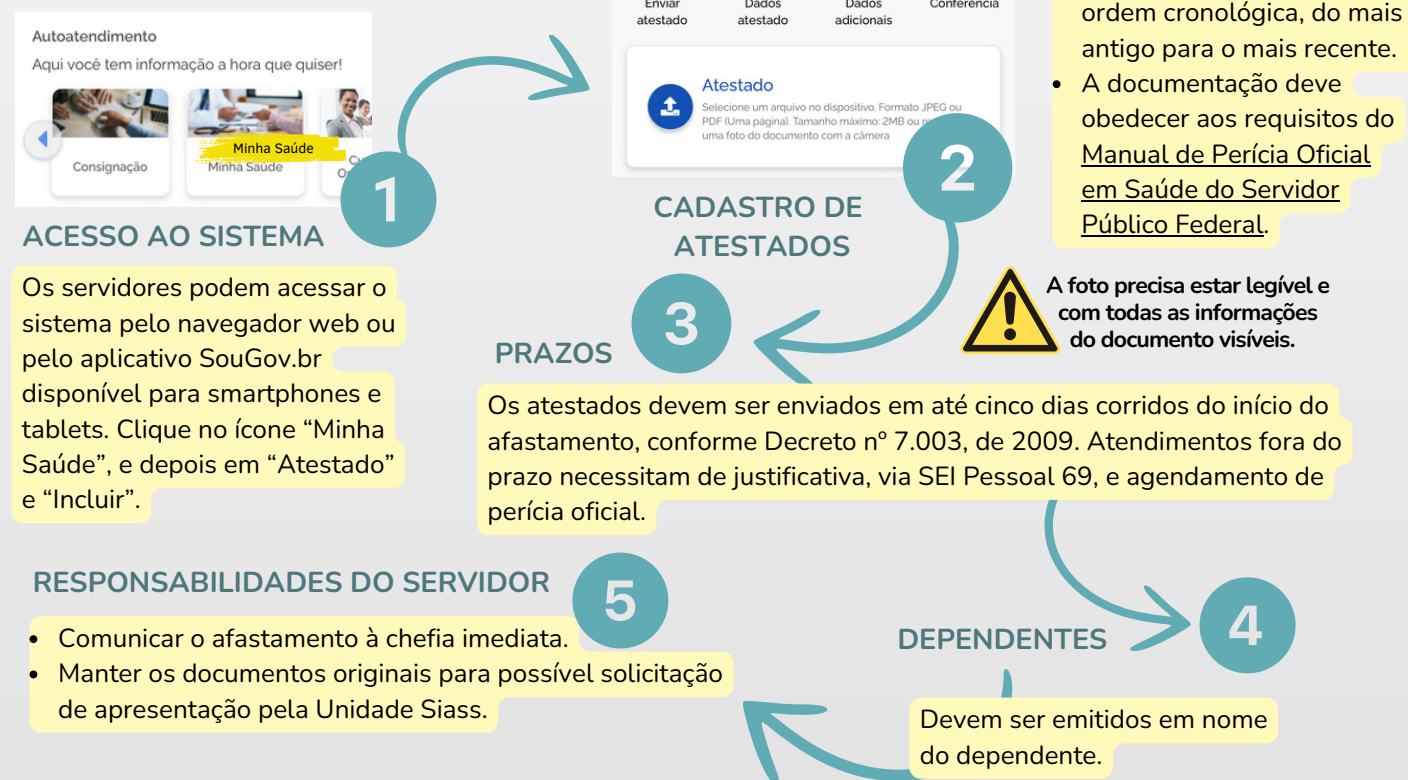 Autoatendimento
Aqui você tem informação a hora que quiser!
Consignação
Minha Saúde
Minha Saúde
1
ACESSO AO SISTEMA
Os servidores podem acessar o
sistema pelo navegador web ou
pelo aplicativo SouGov.br
disponível para smartphones e
tablets. Clique no ícone “Minha
Saúde”, e depois em “Atestado”
e “Incluir”.
Enviar
atestado
Dados
atestado
Dados
adicionais
Conferência
Atestado
Selecione um arquivo no dispositivo. Formato JPEG ou
PDF (Uma página). Tamanho máximo: 2MB ou
uma foto do documento com a câmera
2
CADASTRO DE
ATESTADOS
ordem cronológica, do mais
antigo para o mais recente.
• A documentação deve
obedecer aos requisitos do
Manual de Perícia Oficial
em Saúde do Servidor
Público Federal.
A foto precisa estar legível e
com todas as informações
do documento visíveis.
3
PRAZOS
Os atestados devem ser enviados em até cinco dias corridos do início do
afastamento, conforme Decreto nº 7.003, de 2009. Atendimentos fora do
prazo necessitam de justificativa, via SEI Pessoal 69, e agendamento de
perícia oficial.
4
DEPENDENTES
Devem ser emitidos em nome
do dependente.
5
RESPONSABILIDADES DO SERVIDOR
• Comunicar o afastamento à chefia imediata.
• Manter os documentos originais para possível solicitação
de apresentação pela Unidade Siass.